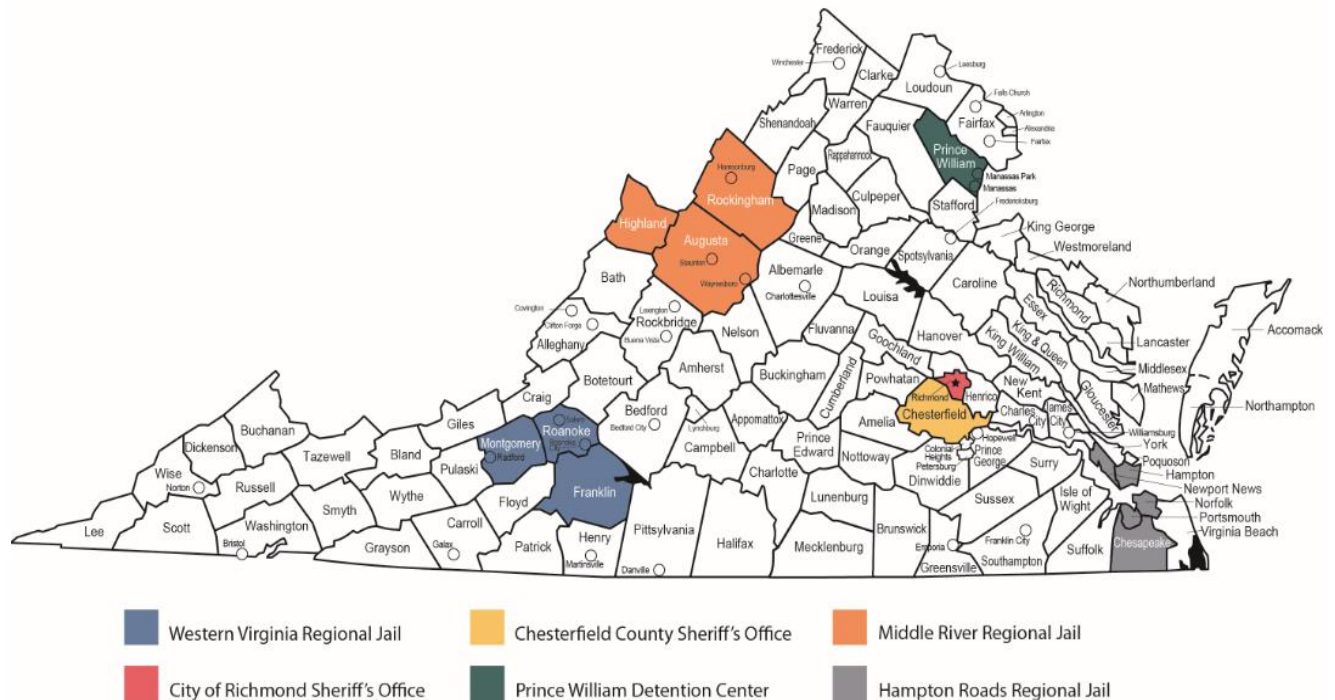 Frederick
Winchester
Clarke
Leesburg
Loudoun
Falls Church
Arlington
Alexandria
Fairfax
Fairfax
Warren
Shenandoah
Fauquier
Prince
William
Manassas Park
Manassas
Rappahannock
Page
Harrisonburg
Rockingham
Culpeper
Stafford
Fredericksburg
Madison
King George
Highland
Augusta
Staunton
Waynesboro
Greene
Orange
Spotsylvania
Westmoreland
Bath
Albemarle
Charlottesville
Louisa
Caroline
Essex
Richmond
Northumberland
Covington
Clifton Forge
Alleghany
Lexington
Rockbridge
Buena Vista
Nelson
Fluvanna
Goochland
Hanover
King William
King & Queen
Lancaster
Accomack
Middlesex
Mathews
Gloucester
Northampton
Craig
Botetourt
Amherst
Buckingham
Cumberland
Powhatan
Richmond
Henrico
New
Kent
Charles
City
James
City
Williamsburg
York
Chesterfield
Buchanan
Dickenson
Wise
Norton
Giles
Tazewell
Bland
Montgomery
Radford
Roanoke
Salem
Pulaski
Bedford
Bedford City
Lynchburg
Appomattox
Campbell
Prince
Edward
Amelia
Nottoway
Colonial
Heights
Petersburg
Hopewell
Prince
George
Dinwiddie
Surry
Poquoson
Hampton
Newport News
Norfolk
Portsmouth
Virginia Beach
Chesapeake
Lee
Scott
Russell
Washington
Bristol
Smyth
Wythe
Grayson
Carroll
Galax
Floyd
Patrick
Franklin
Henry
Martinsville
Pittsylvania
Danville
Halifax
Charlotte
Lunenburg
Mecklenburg
Brunswick
Emporia
Greensville
Sussex
Franklin City
Southampton
Isle of
Wight
Suffolk
Western Virginia Regional Jail
Chesterfield County Sheriff's Office
Middle River Regional Jail
City of Richmond Sheriff's Office
Prince William Detention Center
Hampton Roads Regional Jail